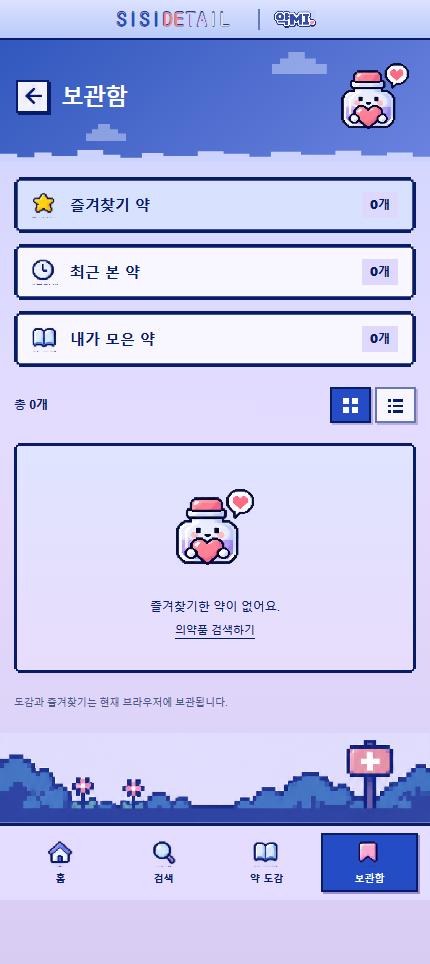 SISIDETAIL
약MI.
보관함
즐겨찾기 약
0개
최근 본 약
0개
내가 모은 약
0개
총 0개
즐겨찾기한 약이 없어요.
의약품 검색하기
도감과 즐겨찾기는 현재 브라우저에 보관됩니다.
홈
검색
약 도감
보관함